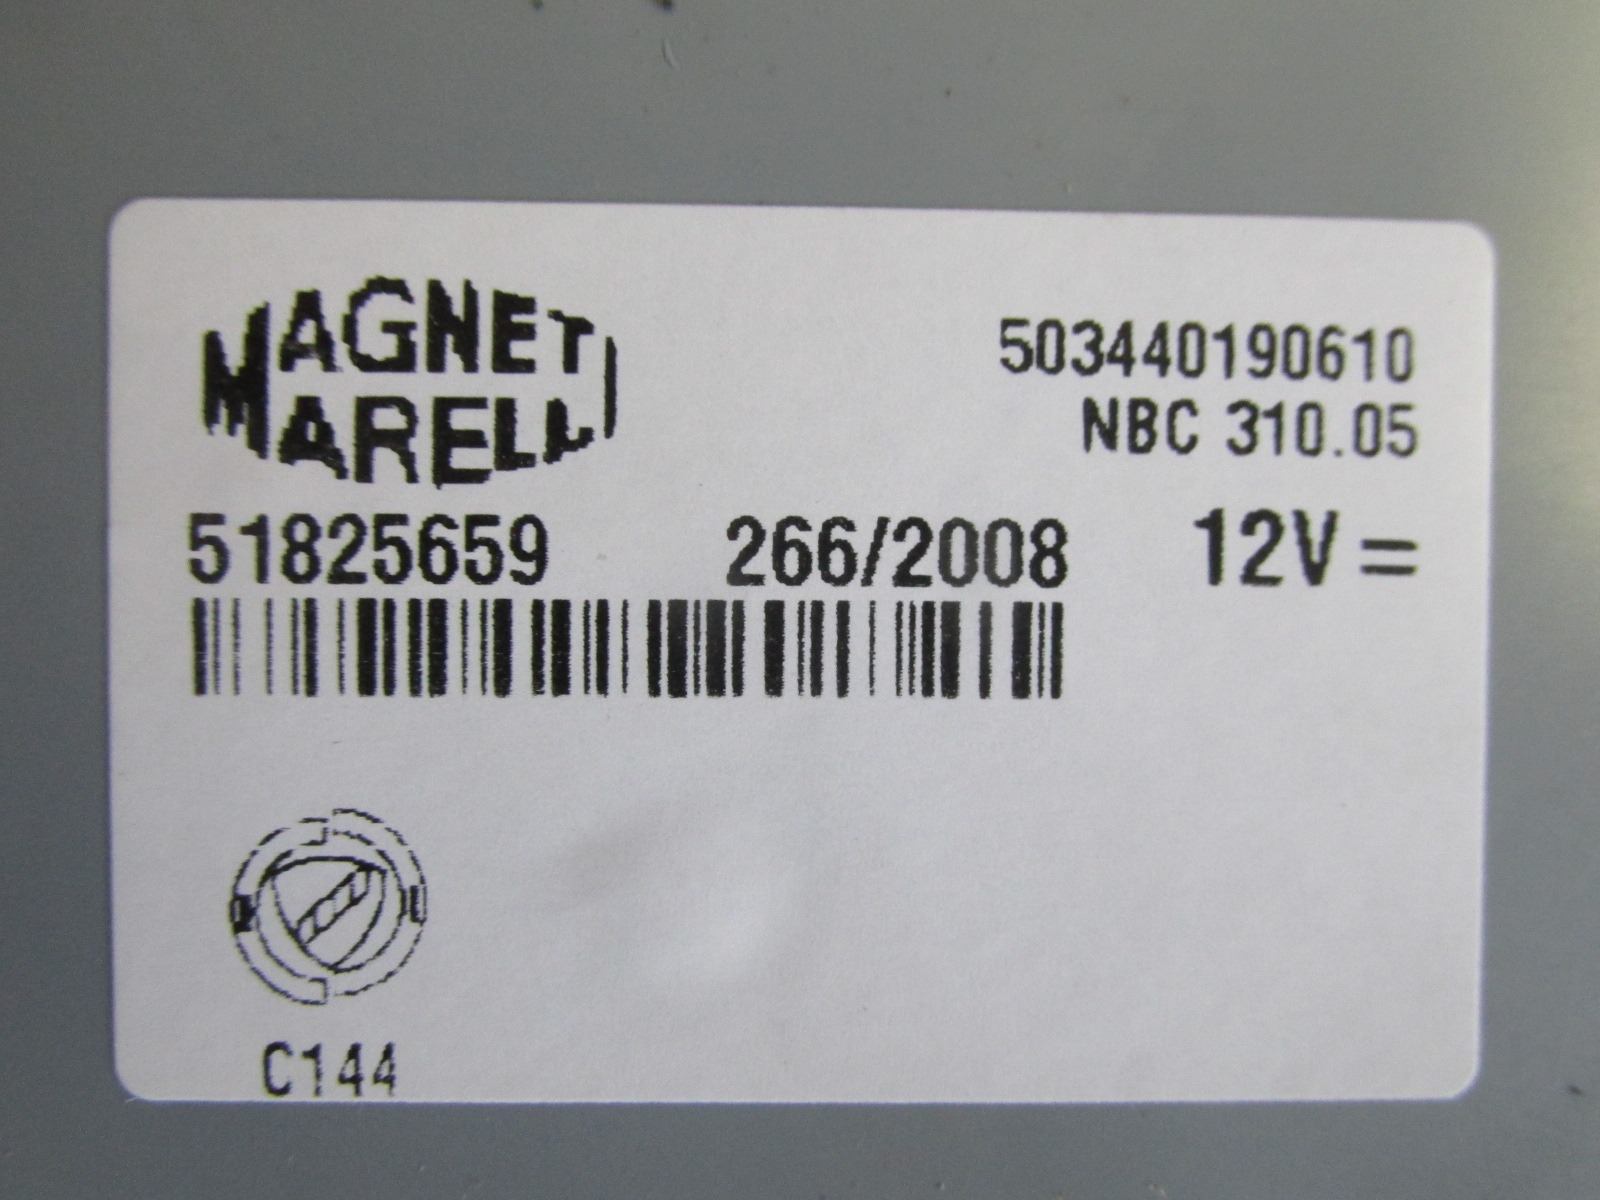 MAGNETI
MARELLI
503440190610
NBC 310.05
51825659 266/2008 12V =
C144